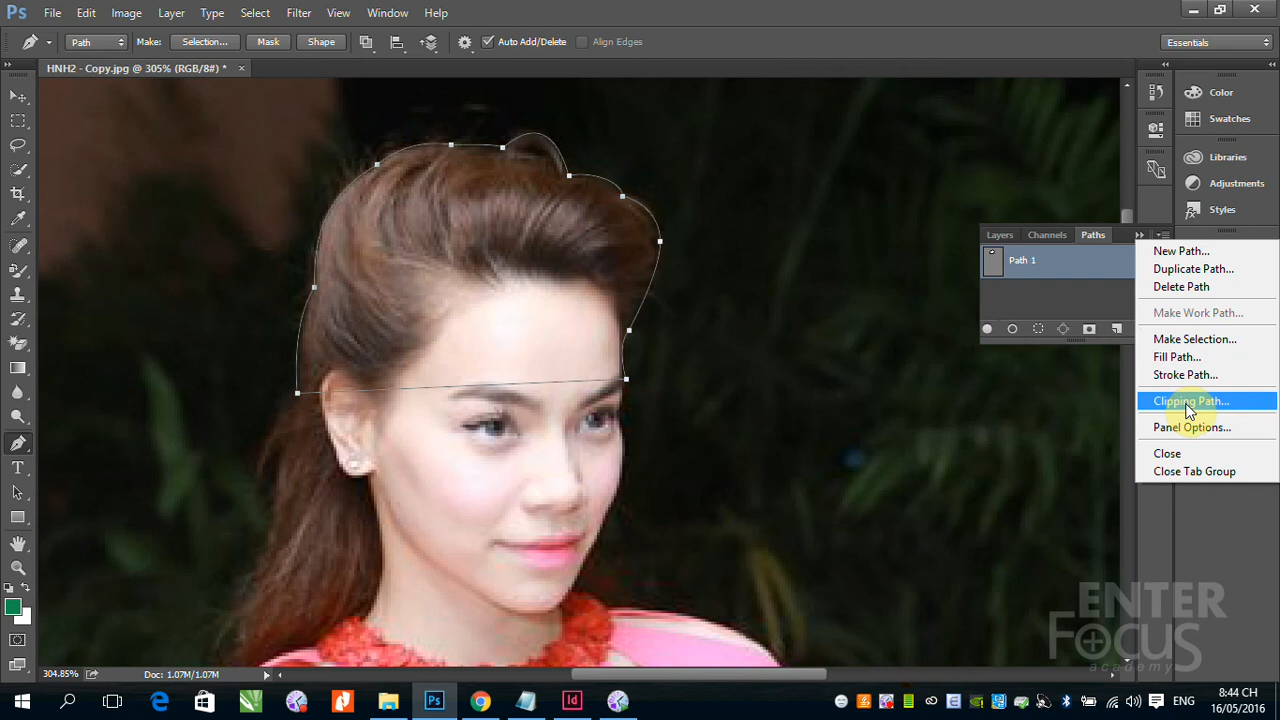 Ps File Edit Image Layer Type Select Filter View Window Help
Path Make: Selection... Mask Shape Auto Add/Delete Align Edges Essentials
HNH2 - Copy.jpg @ 305% (RGB/8#) *
Color
Swatches
Libraries
Adjustments
Styles
Layers Channels Paths
Path 1
New Path...
Duplicate Path...
Delete Path
Make Work Path...
Make Selection...
Fill Path...
Stroke Path...
Clipping Path...
Panel Options...
Close
Close Tab Group
ENTER
FOCUS
academy
304.85% Doc: 1.07M/1.07M
Ps Id ENG 8:44 CH
16/05/2016